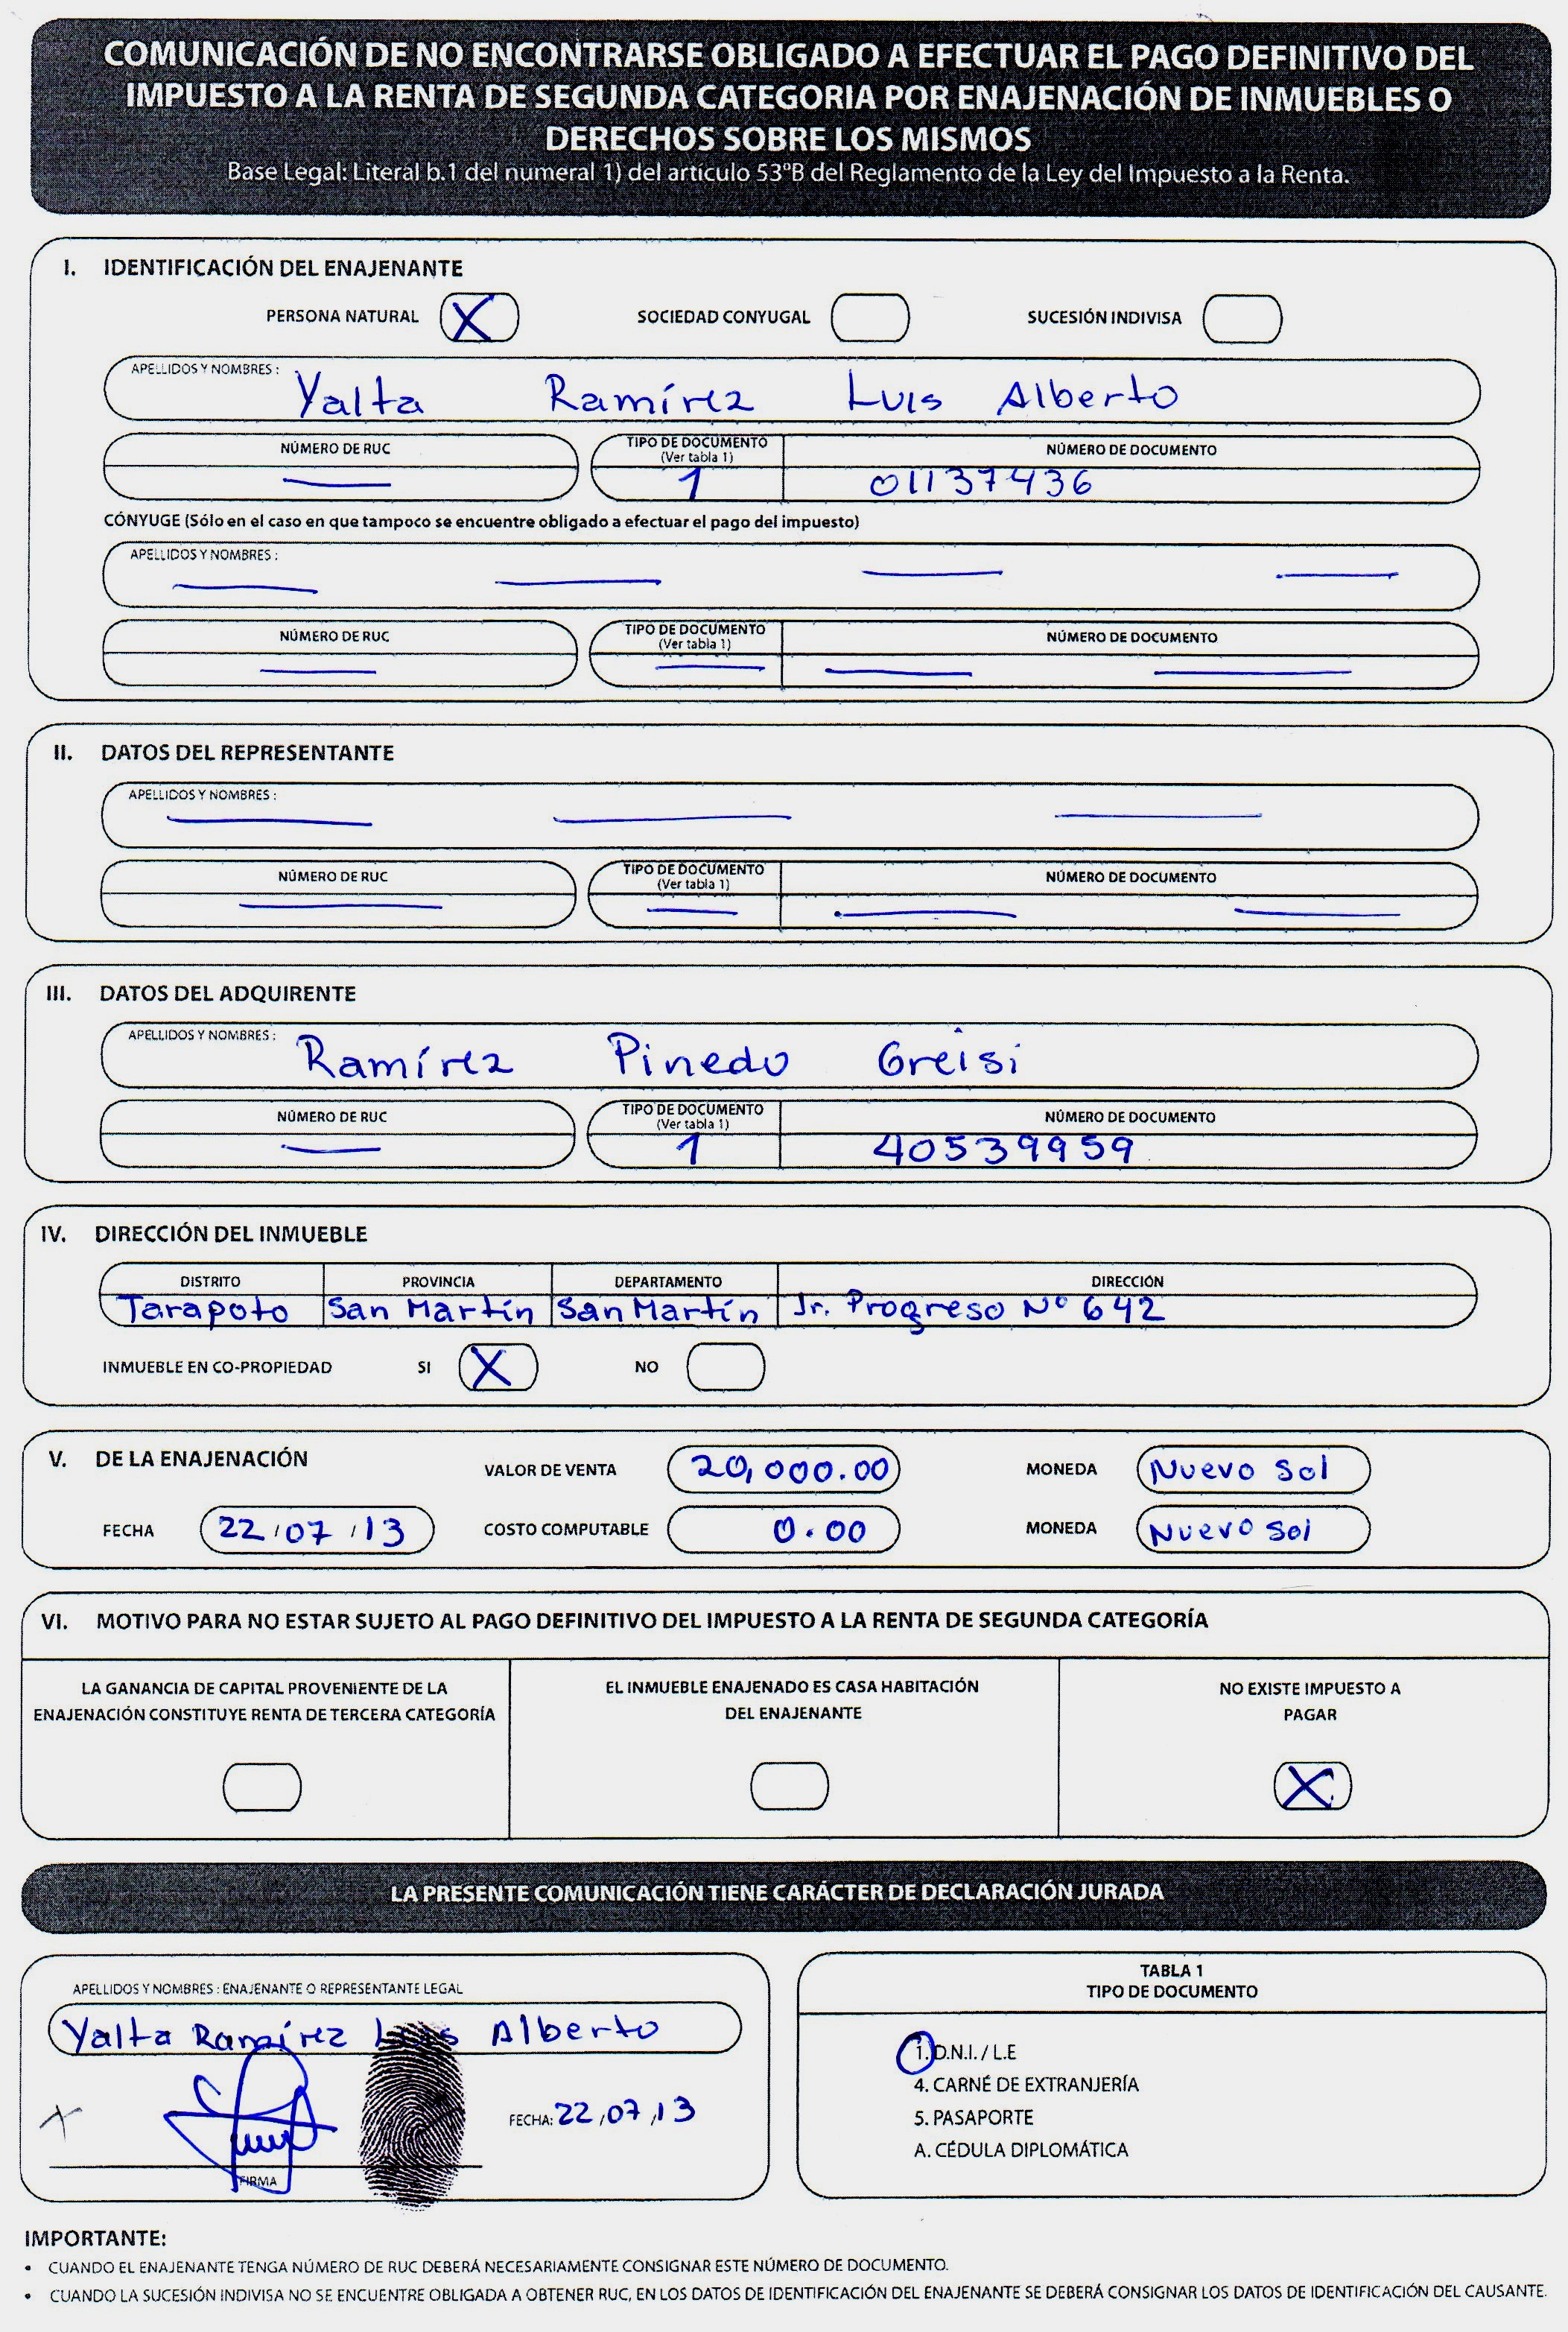 COMUNICACIÓN DE NO ENCONTRARSE OBLIGADO A EFECTUAR EL PAGO DEFINITIVO DEL
IMPUESTO A LA RENTA DE SEGUNDA CATEGORIA POR ENAJENACIÓN DE INMUEBLES O
DERECHOS SOBRE LOS MISMOS
Base Legal: Literal b.1 del numeral 1) del artículo 53ºB del Reglamento de la Ley del Impuesto a la Renta.
I. IDENTIFICACIÓN DEL ENAJENANTE
PERSONA NATURAL X SOCIEDAD CONYUGAL SUCESIÓN INDIVISA
APELLIDOS Y NOMBRES : Yalta Ramírez Luis Alberto
NÚMERO DE RUC TIPO DE DOCUMENTO (Ver tabla 1) NÚMERO DE DOCUMENTO
— 1 01137436
CÓNYUGE (Sólo en el caso en que tampoco se encuentre obligado a efectuar el pago del impuesto)
APELLIDOS Y NOMBRES :
— — — —
NÚMERO DE RUC TIPO DE DOCUMENTO (Ver tabla 1) NÚMERO DE DOCUMENTO
— — — —
II. DATOS DEL REPRESENTANTE
APELLIDOS Y NOMBRES :
— — —
NÚMERO DE RUC TIPO DE DOCUMENTO (Ver tabla 1) NÚMERO DE DOCUMENTO
— — — —
III. DATOS DEL ADQUIRENTE
APELLIDOS Y NOMBRES : Ramírez Pinedo Greisi
NÚMERO DE RUC TIPO DE DOCUMENTO (Ver tabla 1) NÚMERO DE DOCUMENTO
— 1 40539959
IV. DIRECCIÓN DEL INMUEBLE
DISTRITO PROVINCIA DEPARTAMENTO DIRECCIÓN
Tarapoto San Martín San Martín Jr. Progreso Nº 642
INMUEBLE EN CO-PROPIEDAD SI X NO
V. DE LA ENAJENACIÓN VALOR DE VENTA 20,000.00 MONEDA Nuevo Sol
FECHA 22/07/13 COSTO COMPUTABLE 0.00 MONEDA Nuevo Sol
VI. MOTIVO PARA NO ESTAR SUJETO AL PAGO DEFINITIVO DEL IMPUESTO A LA RENTA DE SEGUNDA CATEGORÍA
LA GANANCIA DE CAPITAL PROVENIENTE DE LA
ENAJENACIÓN CONSTITUYE RENTA DE TERCERA CATEGORÍA
EL INMUEBLE ENAJENADO ES CASA HABITACIÓN
DEL ENAJENANTE
NO EXISTE IMPUESTO A
PAGAR
X
LA PRESENTE COMUNICACIÓN TIENE CARÁCTER DE DECLARACIÓN JURADA
APELLIDOS Y NOMBRES : ENAJENANTE O REPRESENTANTE LEGAL
Yalta Ramírez Luis Alberto
FECHA: 22/07/13
FIRMA
TABLA 1
TIPO DE DOCUMENTO
1. D.N.I. / L.E
4. CARNÉ DE EXTRANJERÍA
5. PASAPORTE
A. CÉDULA DIPLOMÁTICA
IMPORTANTE:
• CUANDO EL ENAJENANTE TENGA NÚMERO DE RUC DEBERÁ NECESARIAMENTE CONSIGNAR ESTE NÚMERO DE DOCUMENTO.
• CUANDO LA SUCESIÓN INDIVISA NO SE ENCUENTRE OBLIGADA A OBTENER RUC, EN LOS DATOS DE IDENTIFICACIÓN DEL ENAJENANTE SE DEBERÁ CONSIGNAR LOS DATOS DE IDENTIFICACIÓN DEL CAUSANTE.